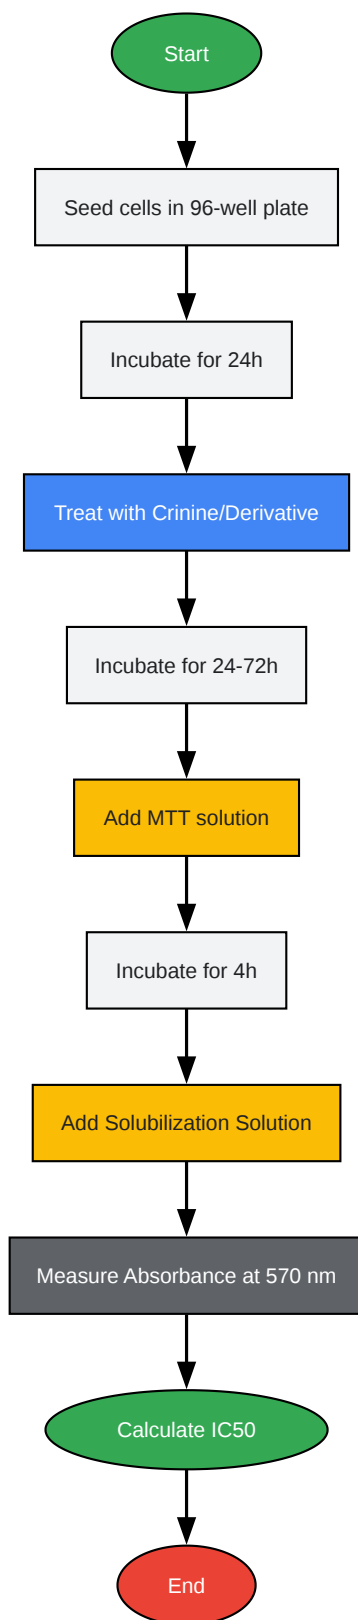 Start
Seed cells in 96-well plate
Incubate for 24h
Treat with Crinine/Derivative
Incubate for 24-72h
Add MTT solution
Incubate for 4h
Add Solubilization Solution
Measure Absorbance at 570 nm
Calculate IC50
End